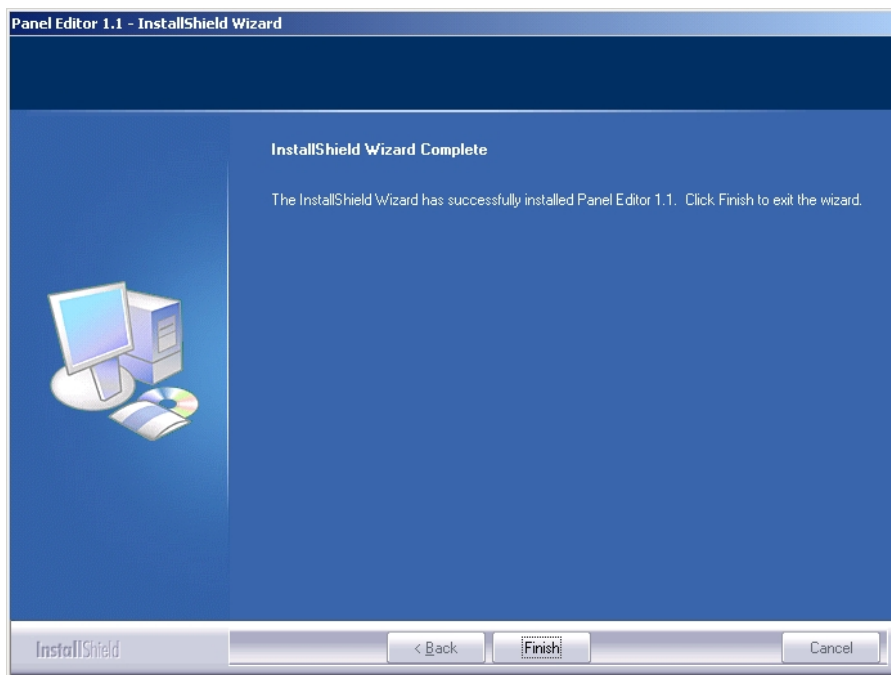 Panel Editor 1.1 - InstallShield Wizard
InstallShield Wizard Complete
The InstallShield Wizard has successfully installed Panel Editor 1.1.  Click Finish to exit the wizard.
InstallShield
< Back
Finish
Cancel